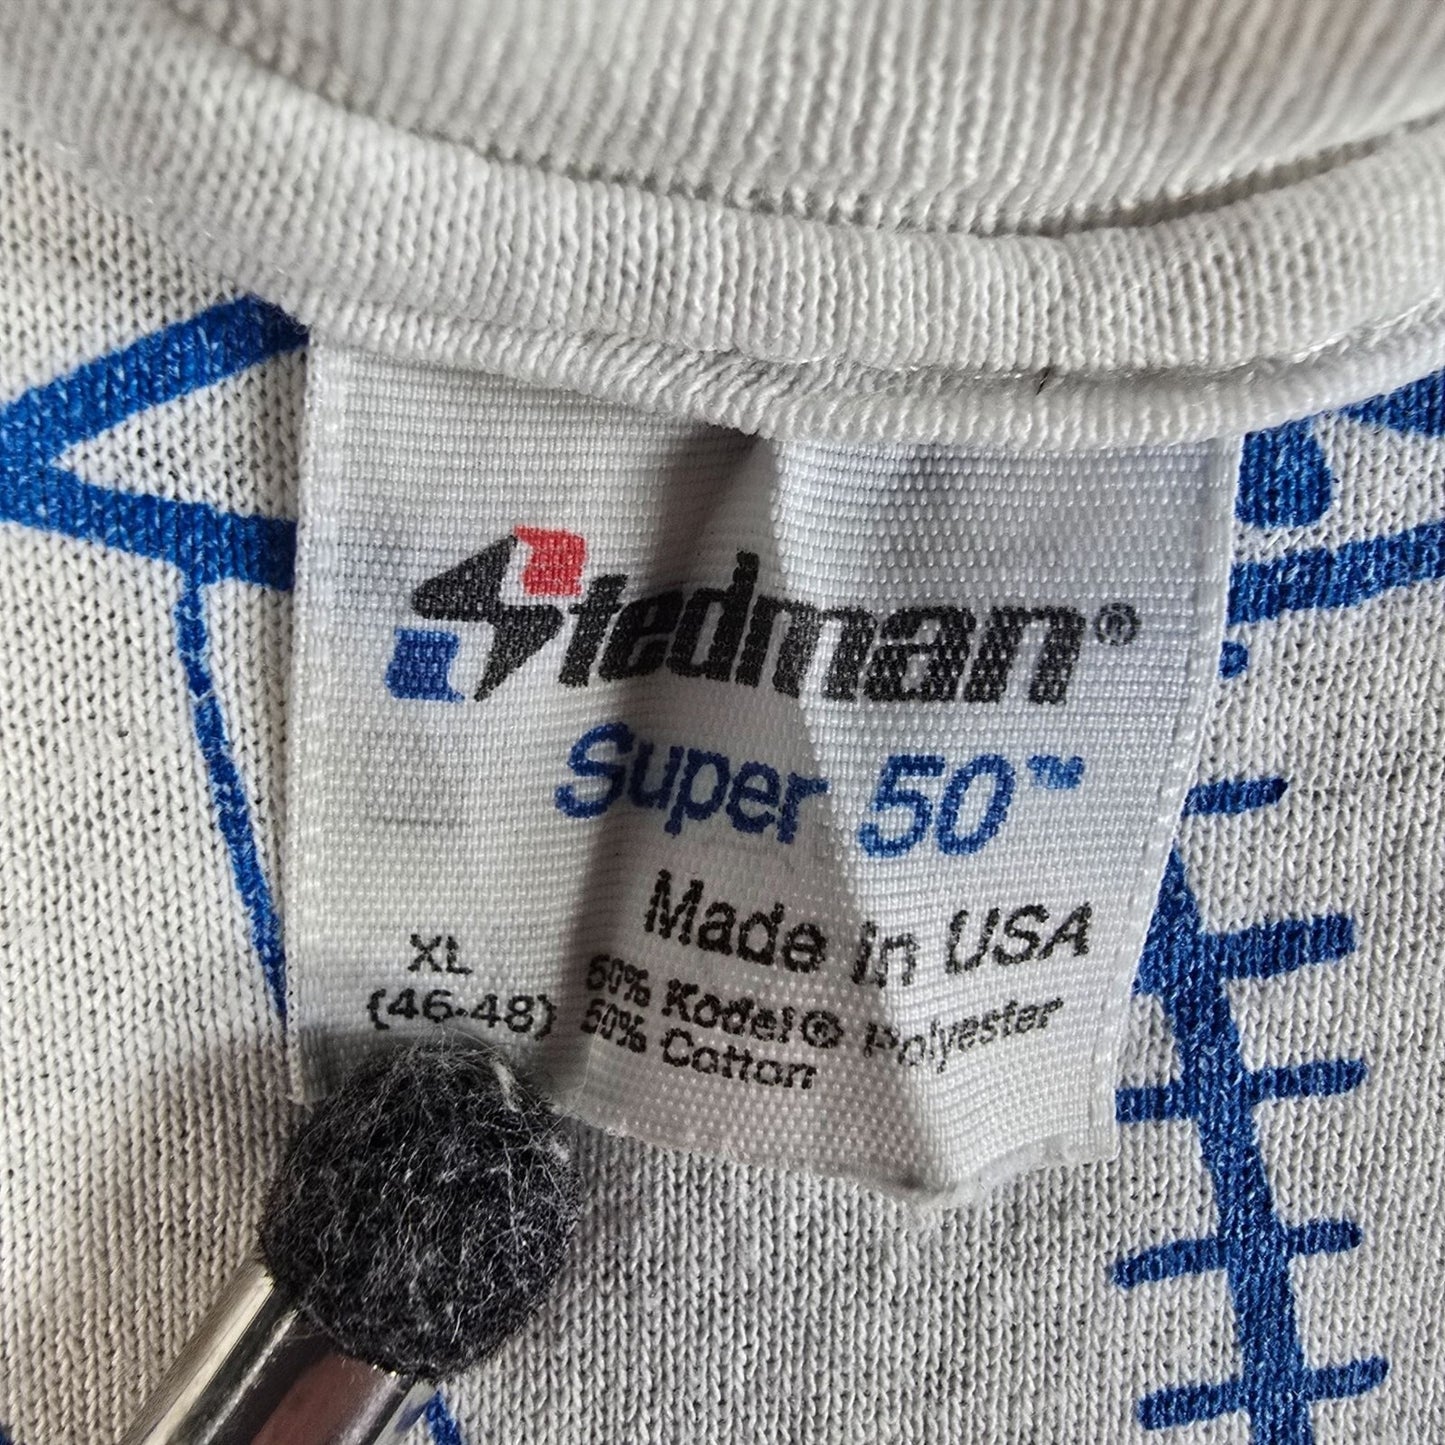 Stedman®
Super 50™
Made in USA
XL
(46-48)
50% Kodel® Polyester
50% Cotton